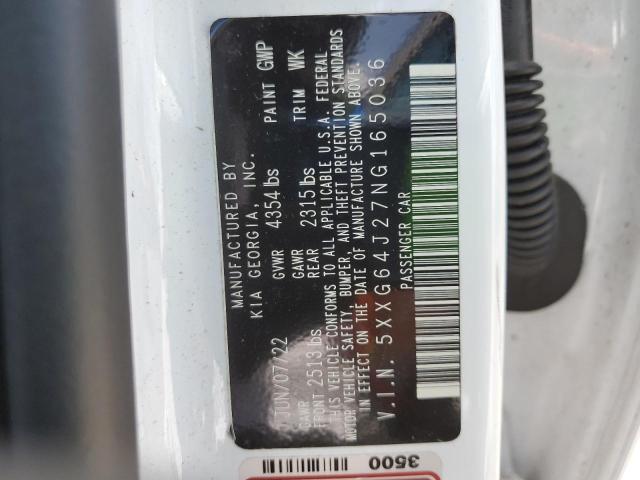 MANUFACTURED BY
KIA GEORGIA, INC.
JUN/07/22 GVWR 4354 lbs PAINT GWP
GAWR FRONT 2513 lbs GAWR REAR 2315 lbs TRIM WK
THIS VEHICLE CONFORMS TO ALL APPLICABLE U.S.A. FEDERAL
MOTOR VEHICLE SAFETY, BUMPER, AND THEFT PREVENTION STANDARDS
IN EFFECT ON THE DATE OF MANUFACTURE SHOWN ABOVE.
V.I.N. 5XXG64J27NG165036
PASSENGER CAR
3500